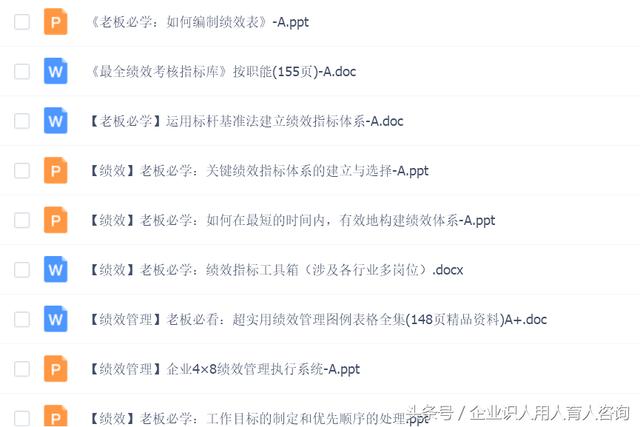 《老板必学：如何编制绩效表》-A.ppt
《最全绩效考核指标库》按职能(155页)-A.doc
【老板必学】运用标杆基准法建立绩效指标体系-A.doc
【绩效】老板必学：关键绩效指标体系的建立与选择-A.ppt
【绩效】老板必学：如何在最短的时间内，有效地构建绩效体系-A.ppt
【绩效】老板必学：绩效指标工具箱（涉及各行业多岗位）.docx
【绩效管理】老板必看：超实用绩效管理图例表格全集(148页精品资料)A+.doc
【绩效管理】企业4×8绩效管理执行系统-A.ppt
【绩效】老板必学：工作目标的制定和优先顺序的处理.ppt
头条号 / 企业识人用人育人咨询